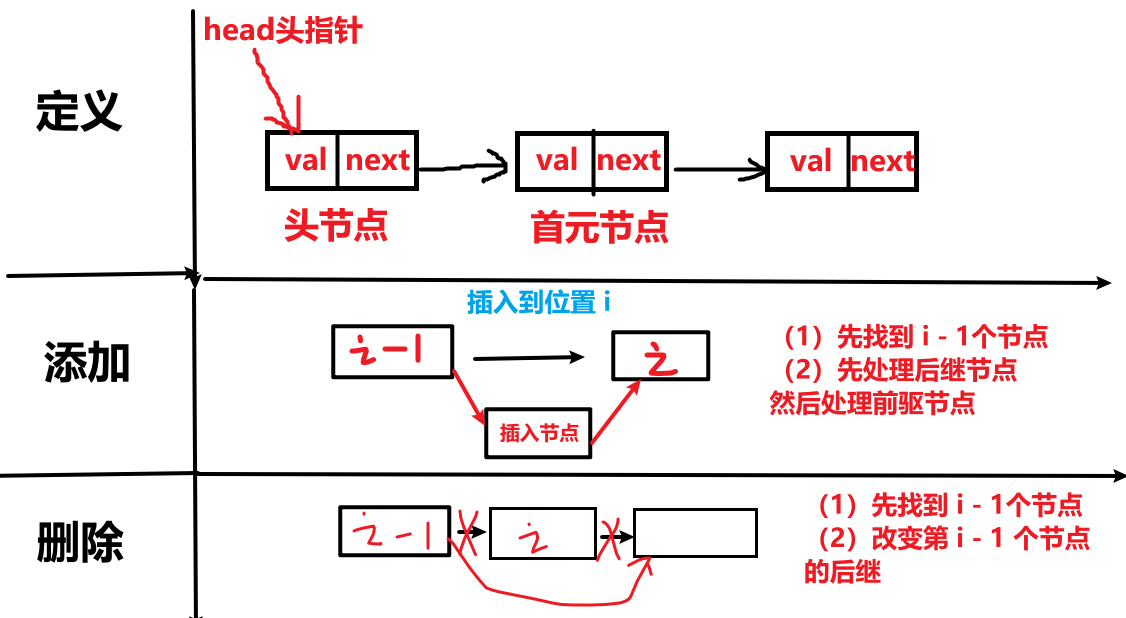 head头指针
定义
val next
val next
val next
头节点
首元节点
插入到位置 i
添加
i-1
i
插入节点
（1）先找到 i - 1个节点
（2）先处理后继节点
然后处理前驱节点
删除
i-1
i
（1）先找到 i - 1个节点
（2）改变第 i - 1 个节点
的后继